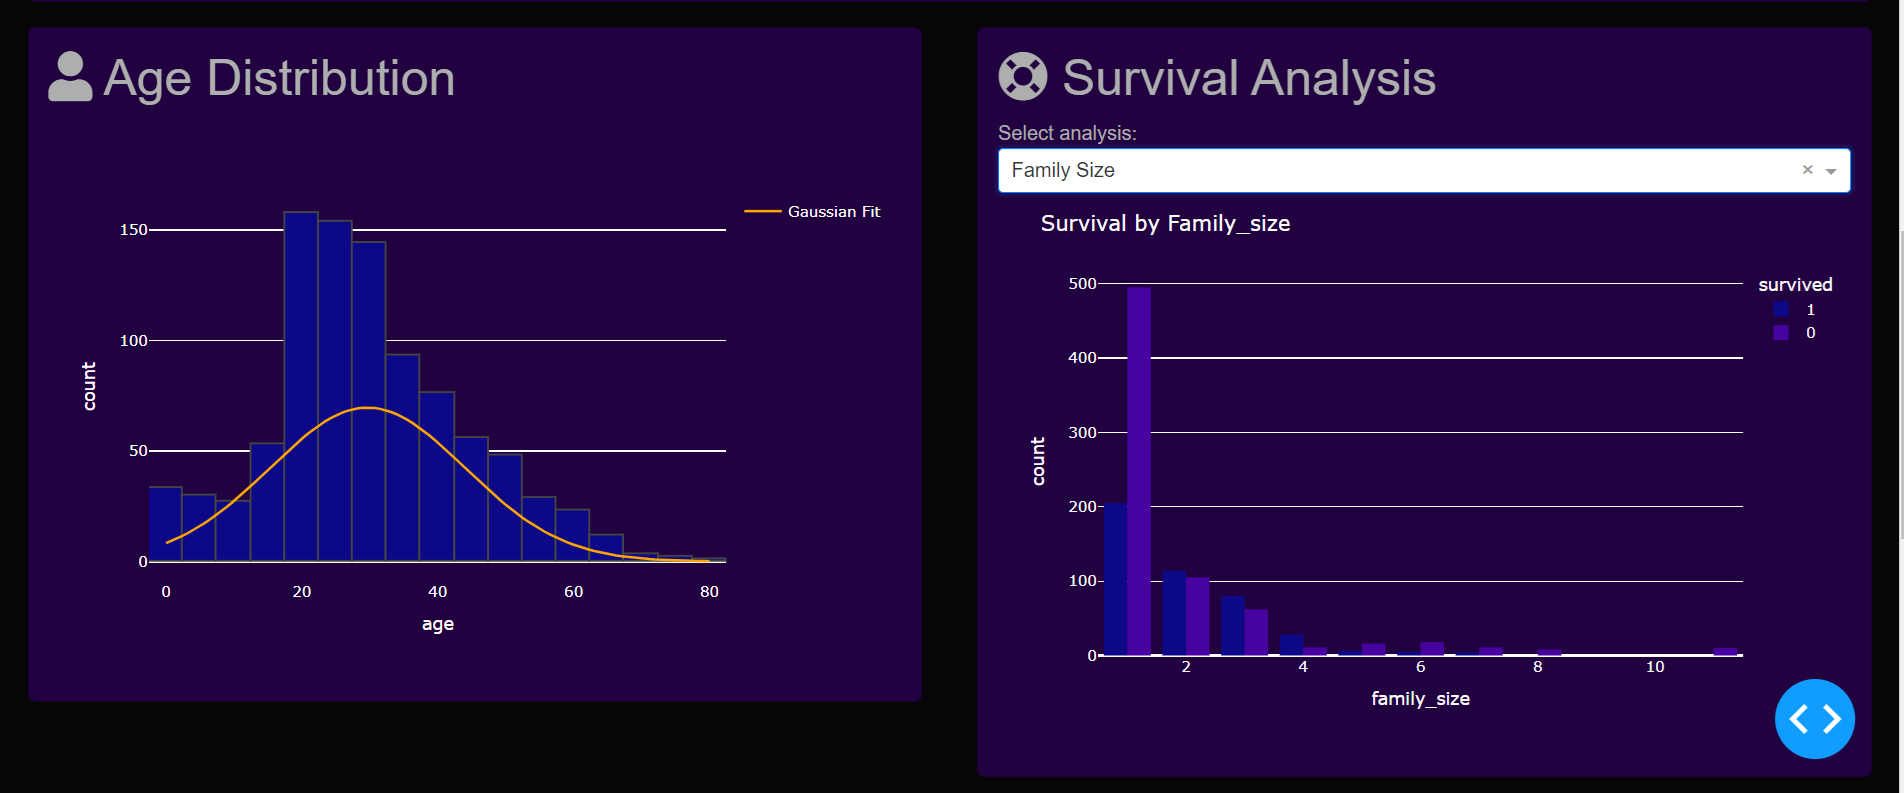 Age Distribution
150
100
50
0
count
0 20 40 60 80
age
Gaussian Fit
Survival Analysis
Select analysis:
Family Size ×
Survival by Family_size
500
400
300
200
100
0
count
2 4 6 8 10
family_size
survived
1
0